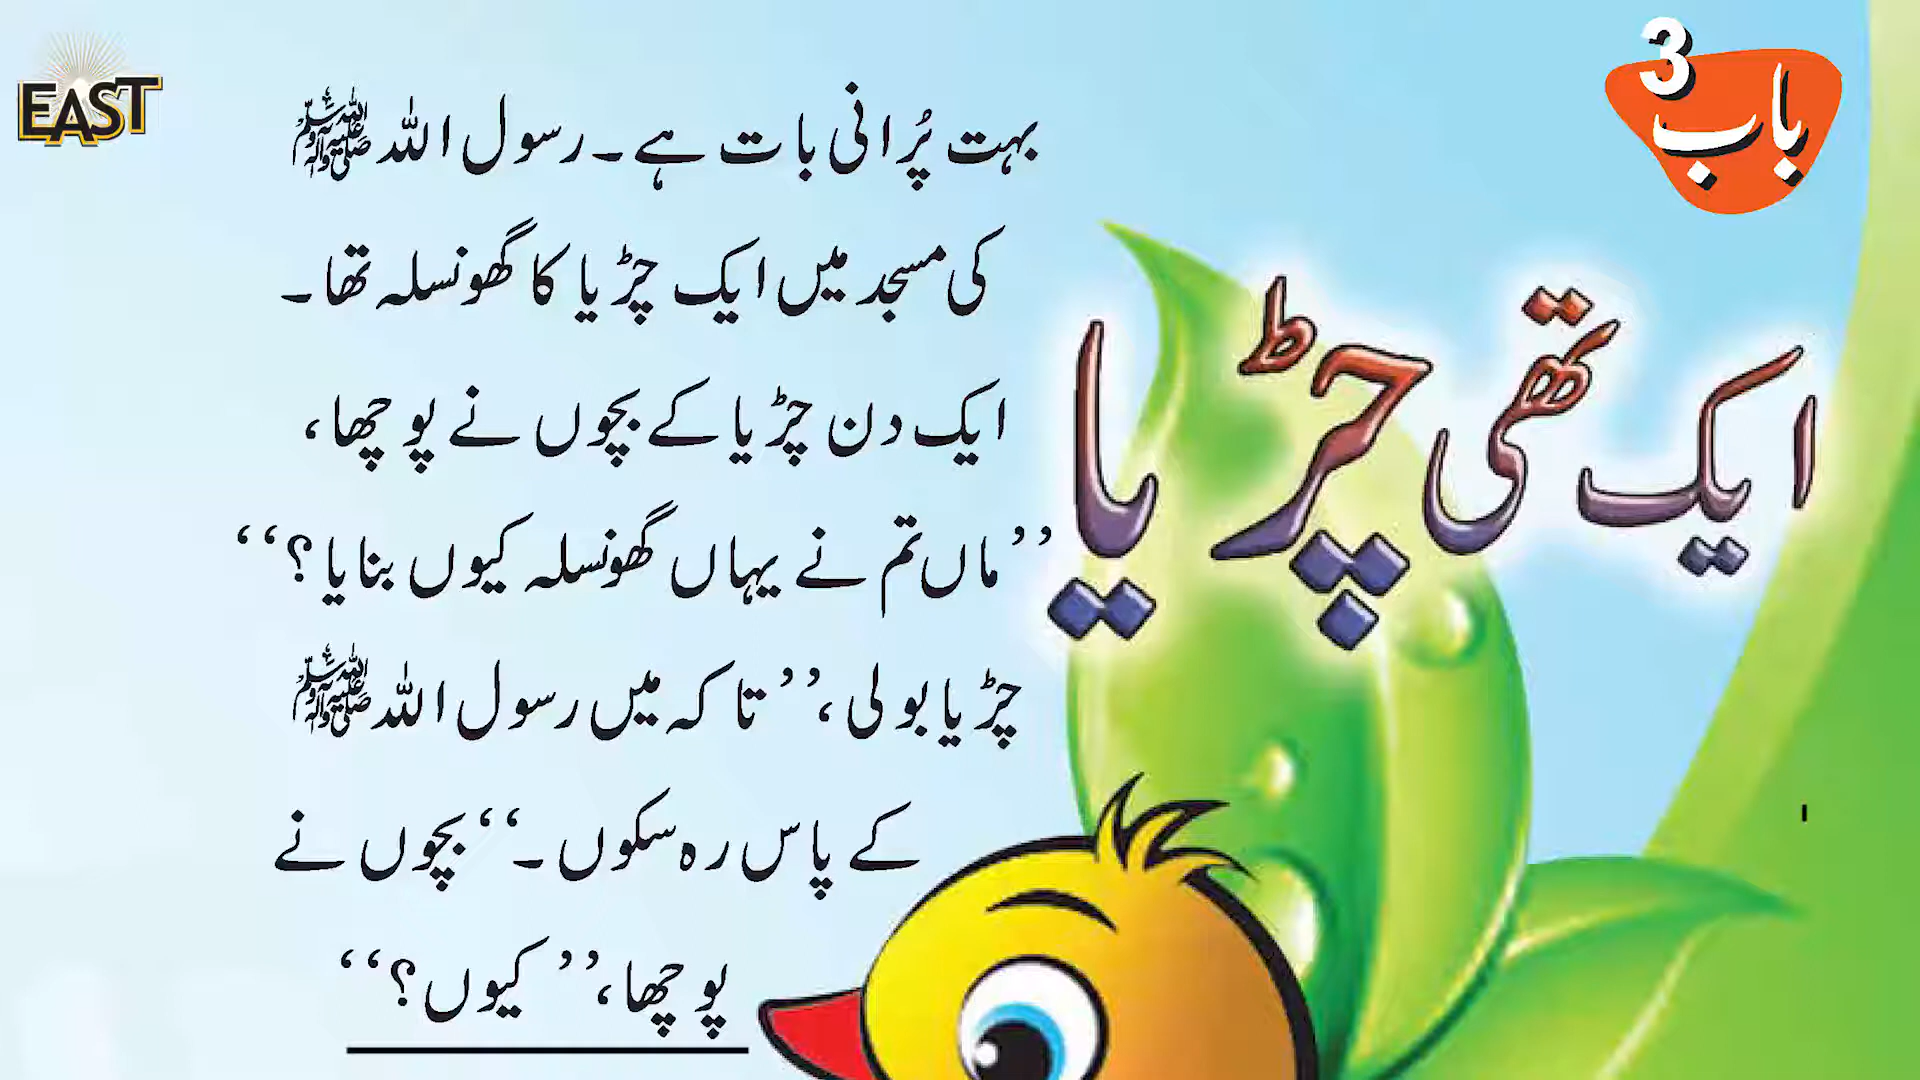 EAST
باب 3
ایک تھی چڑیا
بہت پُرانی بات ہے۔ رسول اللہ ﷺ
کی مسجد میں ایک چڑیا کا گھونسلہ تھا۔
ایک دن چڑیا کے بچوں نے پوچھا،
’’ماں تم نے یہاں گھونسلہ کیوں بنایا؟‘‘
چڑیا بولی، ’’تاکہ میں رسول اللہ ﷺ
کے پاس رہ سکوں۔‘‘ بچوں نے
پوچھا، ’’کیوں؟‘‘